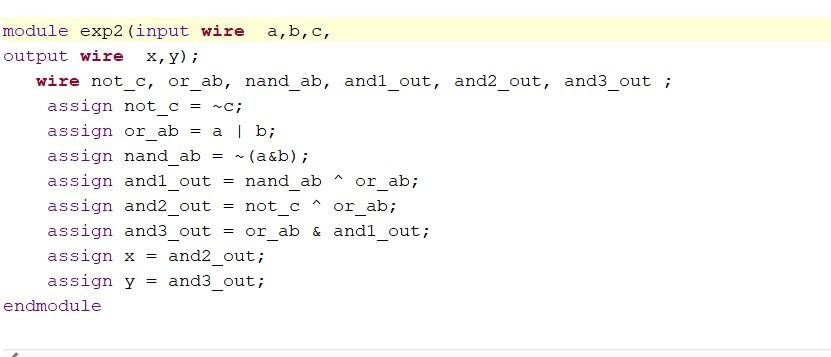 module exp2(input wire  a,b,c,
output wire  x,y);
   wire not_c, or_ab, nand_ab, and1_out, and2_out, and3_out ;
    assign not_c = ~c;
    assign or_ab = a | b;
    assign nand_ab = ~(a&b);
    assign and1_out = nand_ab ^ or_ab;
    assign and2_out = not_c ^ or_ab;
    assign and3_out = or_ab & and1_out;
    assign x = and2_out;
    assign y = and3_out;
endmodule